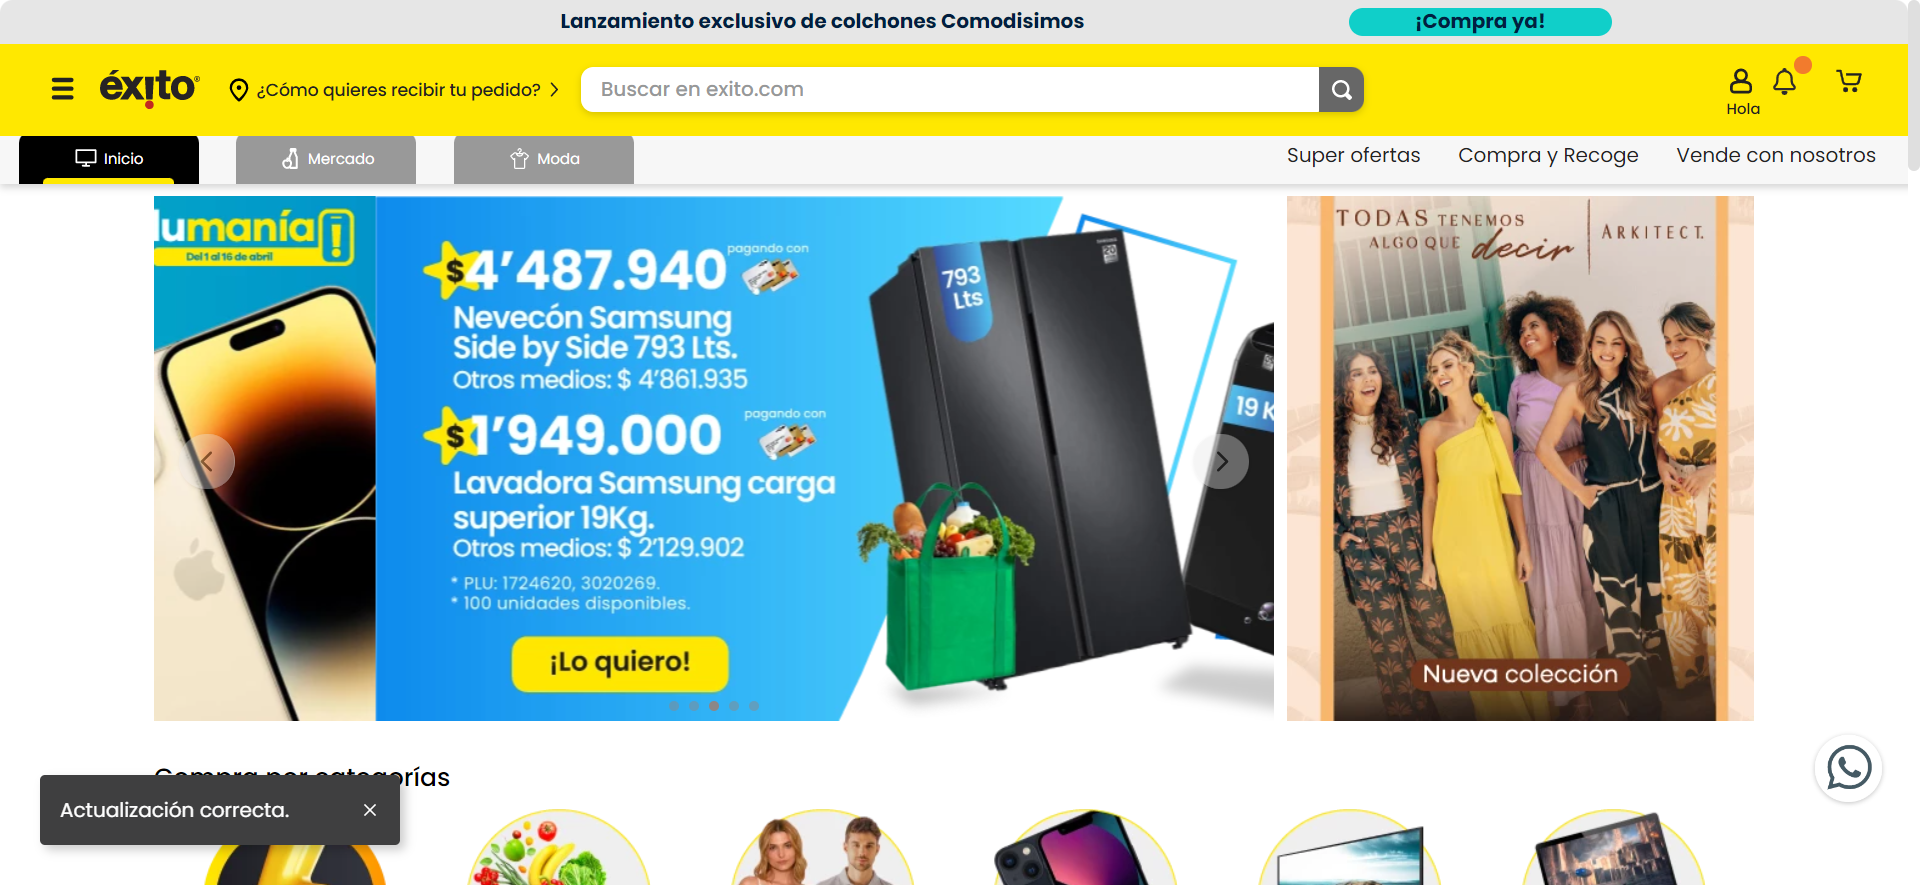 Lanzamiento exclusivo de colchones Comodisimos
¡Compra ya!
éxito
¿Cómo quieres recibir tu pedido?
Buscar en exito.com
Hola
Inicio
Mercado
Moda
Super ofertas
Compra y Recoge
Vende con nosotros
manía
Del 1 al 16 de abril
$4'487.940
pagando con
Nevecón Samsung
Side by Side 793 Lts.
Otros medios: $ 4'861.935
$1'949.000
pagando con
Lavadora Samsung carga
superior 19Kg.
Otros medios: $ 2'129.902
* PLU: 1724620, 3020269.
* 100 unidades disponibles.
¡Lo quiero!
793
Lts
SAMSUNG
20
19 K
TODAS TENEMOS
ALGO QUE decir
ARKITECT.
Nueva colección
Compra por categorías
Actualización correcta.